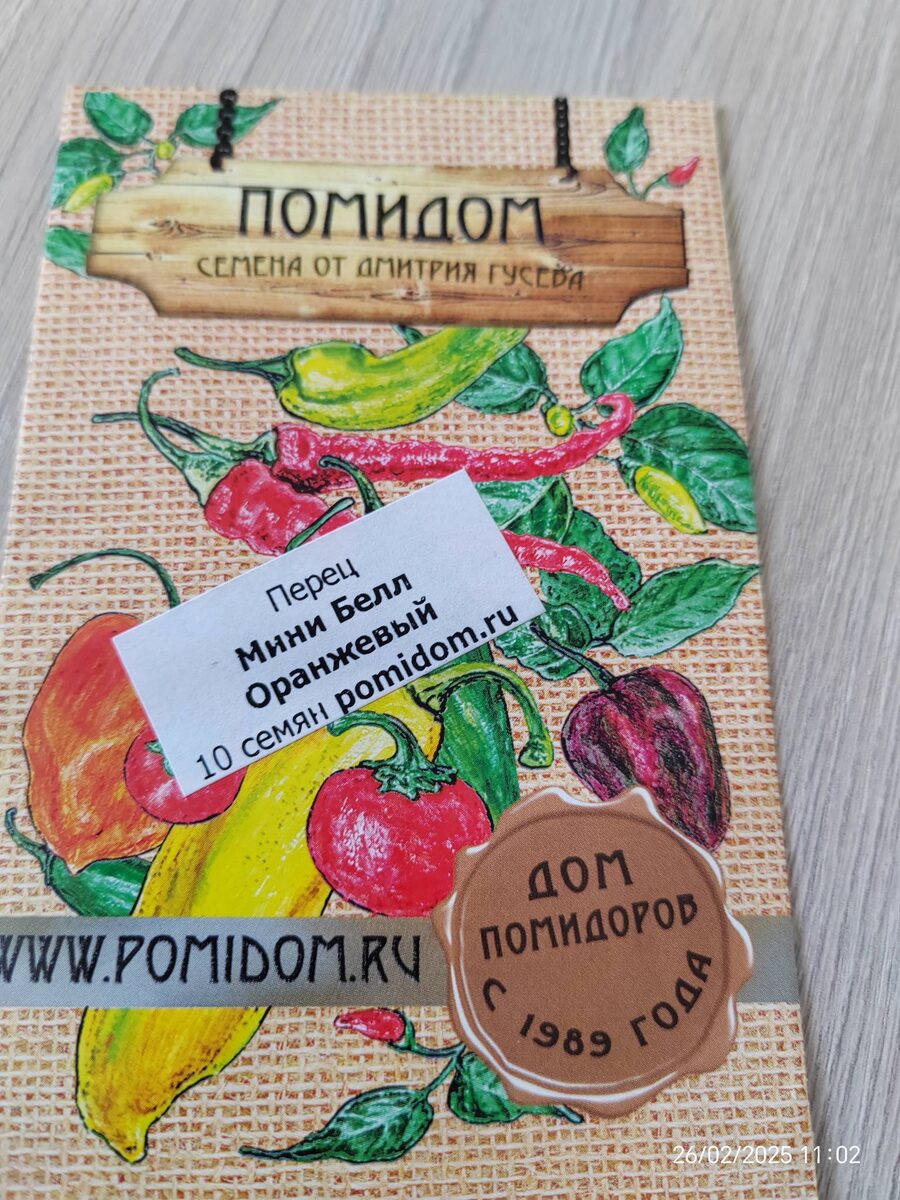 ПОМИДОМ
СЕМЕНА ОТ ДМИТРИЯ ГУСЕВА
Перец
Мини Белл
Оранжевый
10 семян pomidom.ru
ДОМ
ПОМИДОРОВ
С 1989 ГОДА
WWW.POMIDOM.RU
26/02/2025 11:02